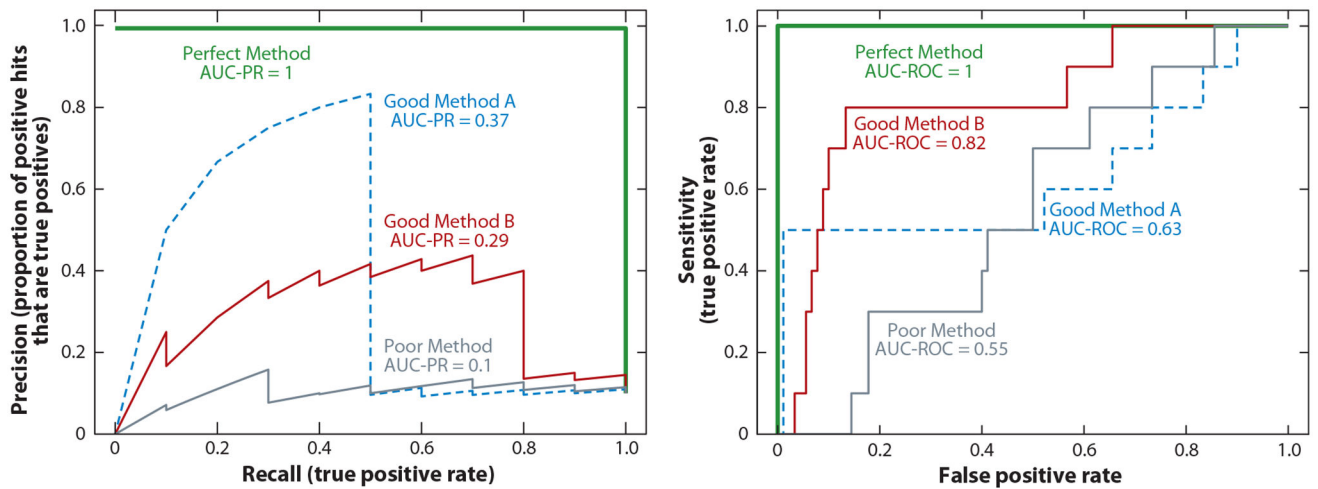 Precision (proportion of positive hits
that are true positives)
1.0
0.8
0.6
0.4
0.2
0
Perfect Method
AUC-PR = 1
Good Method A
AUC-PR = 0.37
Good Method B
AUC-PR = 0.29
Poor Method
AUC-PR = 0.1
0 0.2 0.4 0.6 0.8 1.0
Recall (true positive rate)
Sensitivity
(true positive rate)
1.0
0.8
0.6
0.4
0.2
0
Perfect Method
AUC-ROC = 1
Good Method B
AUC-ROC = 0.82
Good Method A
AUC-ROC = 0.63
Poor Method
AUC-ROC = 0.55
0 0.2 0.4 0.6 0.8 1.0
False positive rate